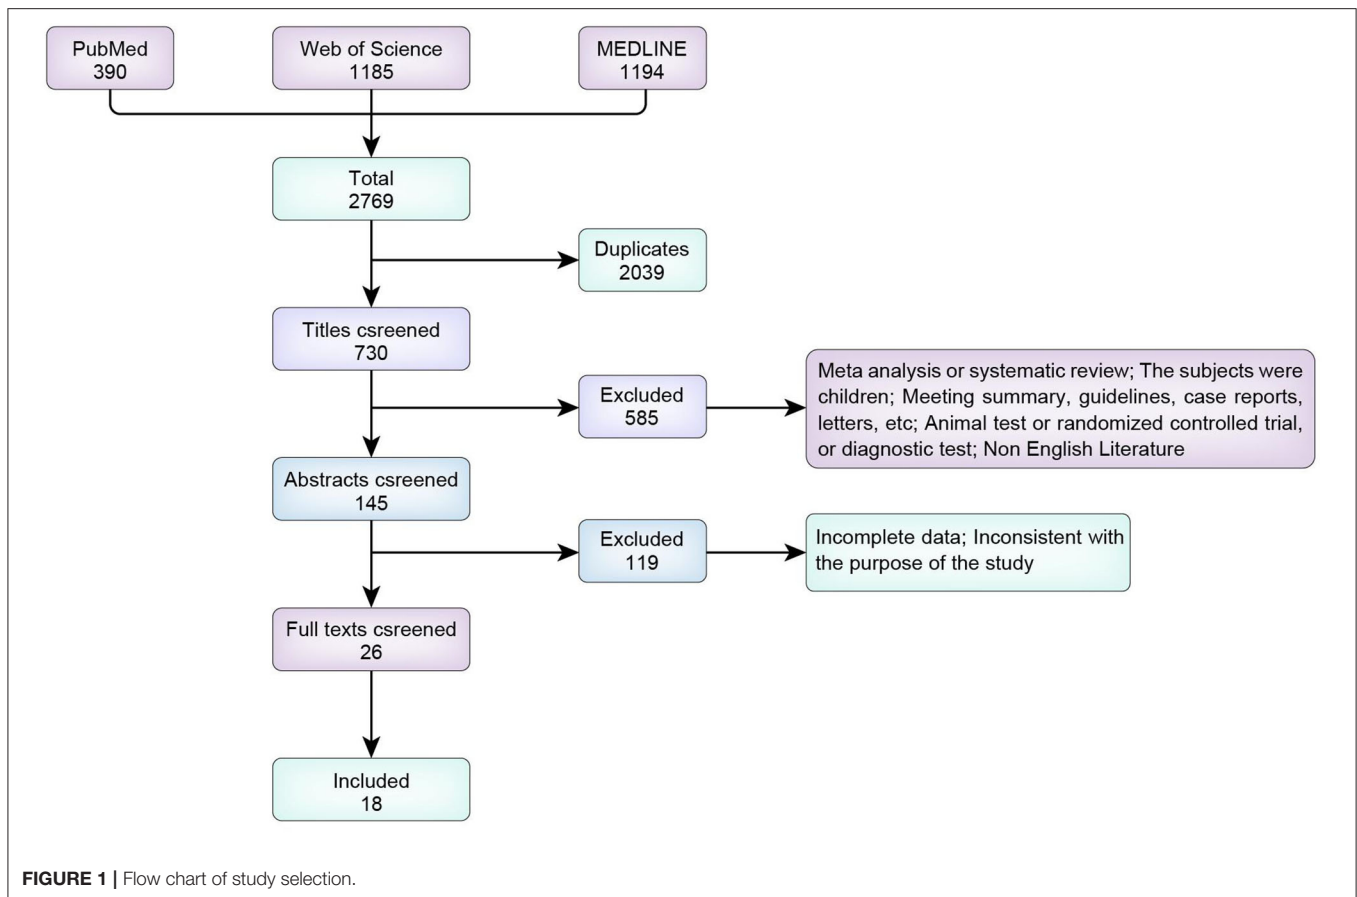 PubMed
390
Web of Science
1185
MEDLINE
1194
Total
2769
Duplicates
2039
Titles csreened
730
Excluded
585
Meta analysis or systematic review; The subjects were
children; Meeting summary, guidelines, case reports,
letters, etc; Animal test or randomized controlled trial,
or diagnostic test; Non English Literature
Abstracts csreened
145
Excluded
119
Incomplete data; Inconsistent with
the purpose of the study
Full texts csreened
26
Included
18
FIGURE 1 | Flow chart of study selection.